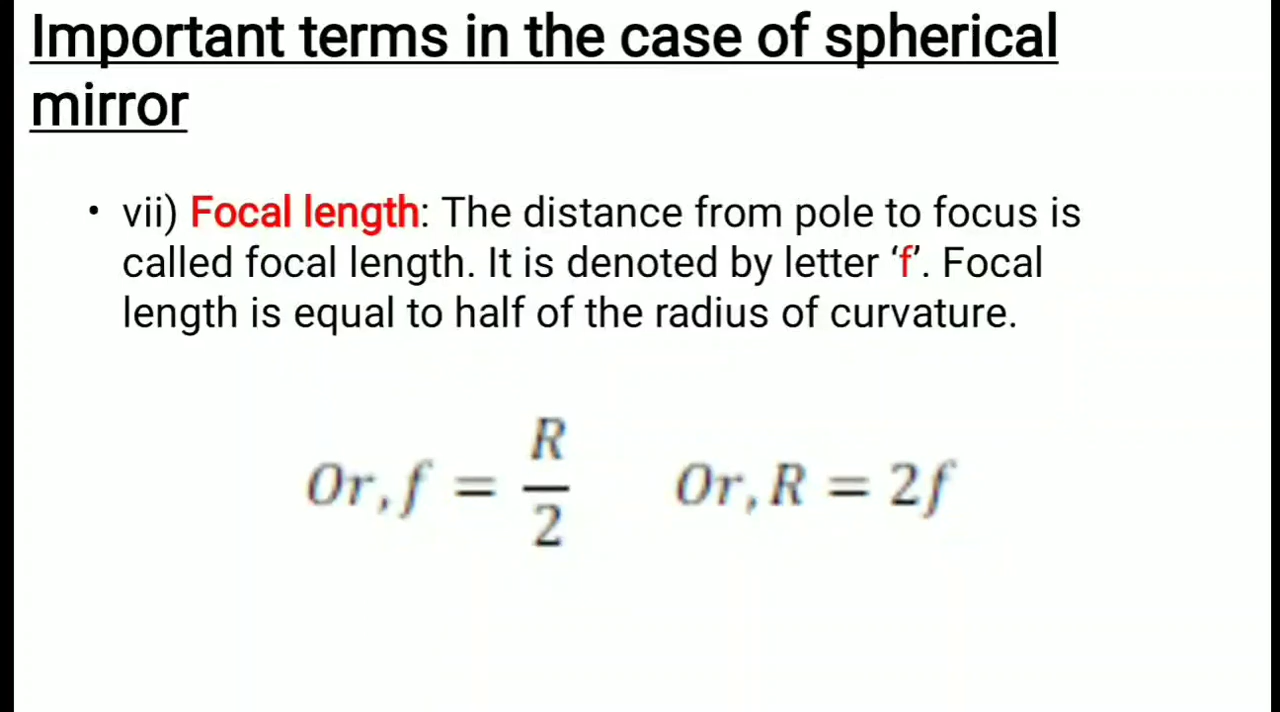 Important terms in the case of spherical
mirror
• vii) Focal length: The distance from pole to focus is
called focal length. It is denoted by letter ‘f’. Focal
length is equal to half of the radius of curvature.
Or, f = R/2 Or, R = 2f